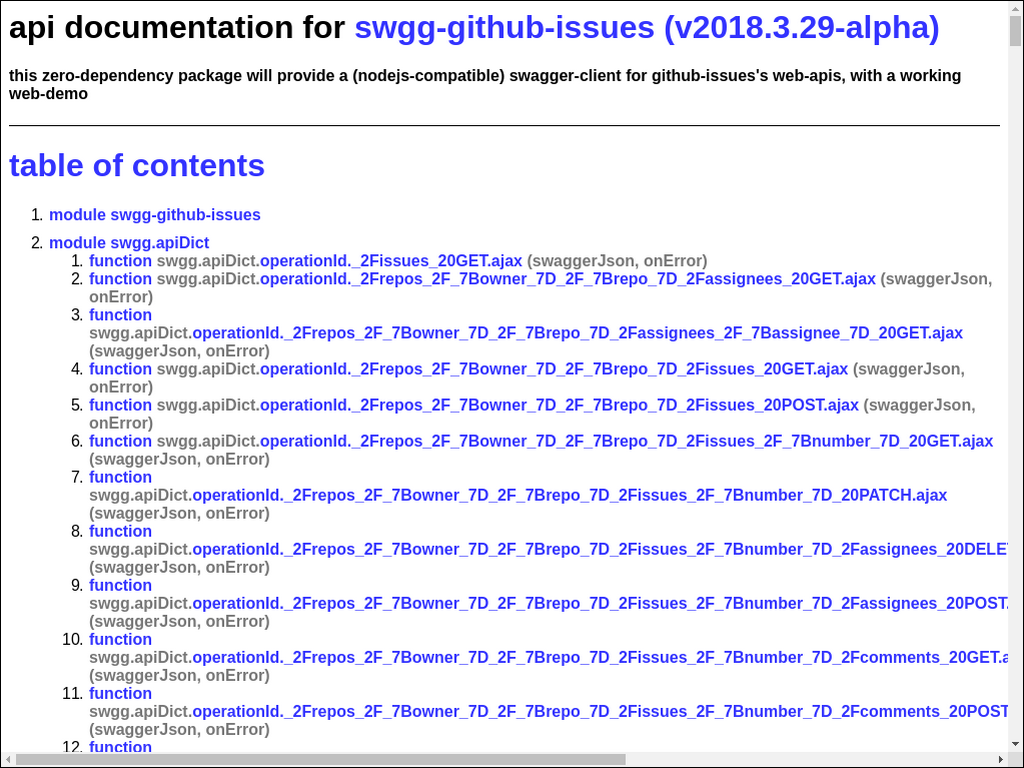 api documentation for swgg-github-issues (v2018.3.29-alpha)
this zero-dependency package will provide a (nodejs-compatible) swagger-client for github-issues's web-apis, with a working
web-demo
table of contents
1. module swgg-github-issues
2. module swgg.apiDict
1. function swgg.apiDict.operationId._2Fissues_20GET.ajax (swaggerJson, onError)
2. function swgg.apiDict.operationId._2Frepos_2F_7Bowner_7D_2F_7Brepo_7D_2Fassignees_20GET.ajax (swaggerJson,
onError)
3. function
swgg.apiDict.operationId._2Frepos_2F_7Bowner_7D_2F_7Brepo_7D_2Fassignees_2F_7Bassignee_7D_20GET.ajax
(swaggerJson, onError)
4. function swgg.apiDict.operationId._2Frepos_2F_7Bowner_7D_2F_7Brepo_7D_2Fissues_20GET.ajax (swaggerJson,
onError)
5. function swgg.apiDict.operationId._2Frepos_2F_7Bowner_7D_2F_7Brepo_7D_2Fissues_20POST.ajax (swaggerJson,
onError)
6. function swgg.apiDict.operationId._2Frepos_2F_7Bowner_7D_2F_7Brepo_7D_2Fissues_2F_7Bnumber_7D_20GET.ajax
(swaggerJson, onError)
7. function
swgg.apiDict.operationId._2Frepos_2F_7Bowner_7D_2F_7Brepo_7D_2Fissues_2F_7Bnumber_7D_20PATCH.ajax
(swaggerJson, onError)
8. function
swgg.apiDict.operationId._2Frepos_2F_7Bowner_7D_2F_7Brepo_7D_2Fissues_2F_7Bnumber_7D_2Fassignees_20DELE
(swaggerJson, onError)
9. function
swgg.apiDict.operationId._2Frepos_2F_7Bowner_7D_2F_7Brepo_7D_2Fissues_2F_7Bnumber_7D_2Fassignees_20POST.
(swaggerJson, onError)
10. function
swgg.apiDict.operationId._2Frepos_2F_7Bowner_7D_2F_7Brepo_7D_2Fissues_2F_7Bnumber_7D_2Fcomments_20GET.a
(swaggerJson, onError)
11. function
swgg.apiDict.operationId._2Frepos_2F_7Bowner_7D_2F_7Brepo_7D_2Fissues_2F_7Bnumber_7D_2Fcomments_20POST
(swaggerJson, onError)
12. function